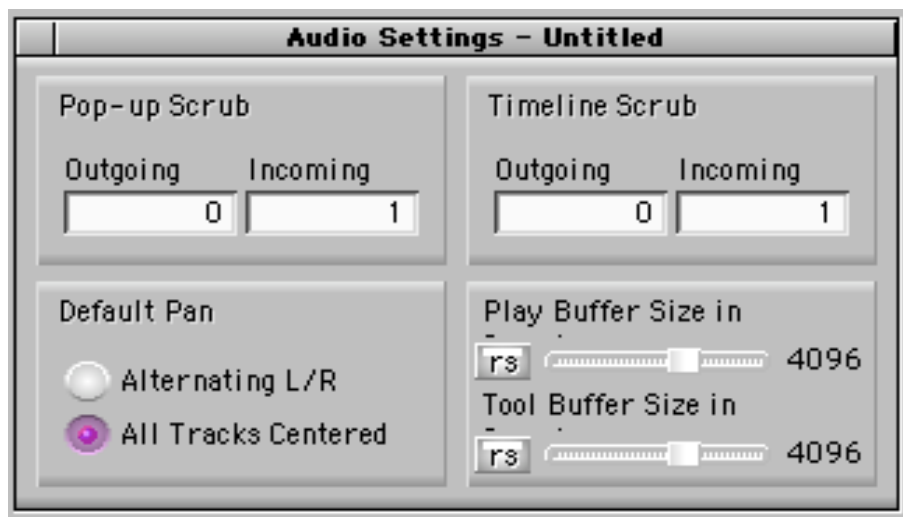 Audio Settings - Untitled
Pop-up Scrub
Outgoing Incoming
0 1
Timeline Scrub
Outgoing Incoming
0 1
Default Pan
Alternating L/R
All Tracks Centered
Play Buffer Size in
rs 4096
Tool Buffer Size in
rs 4096